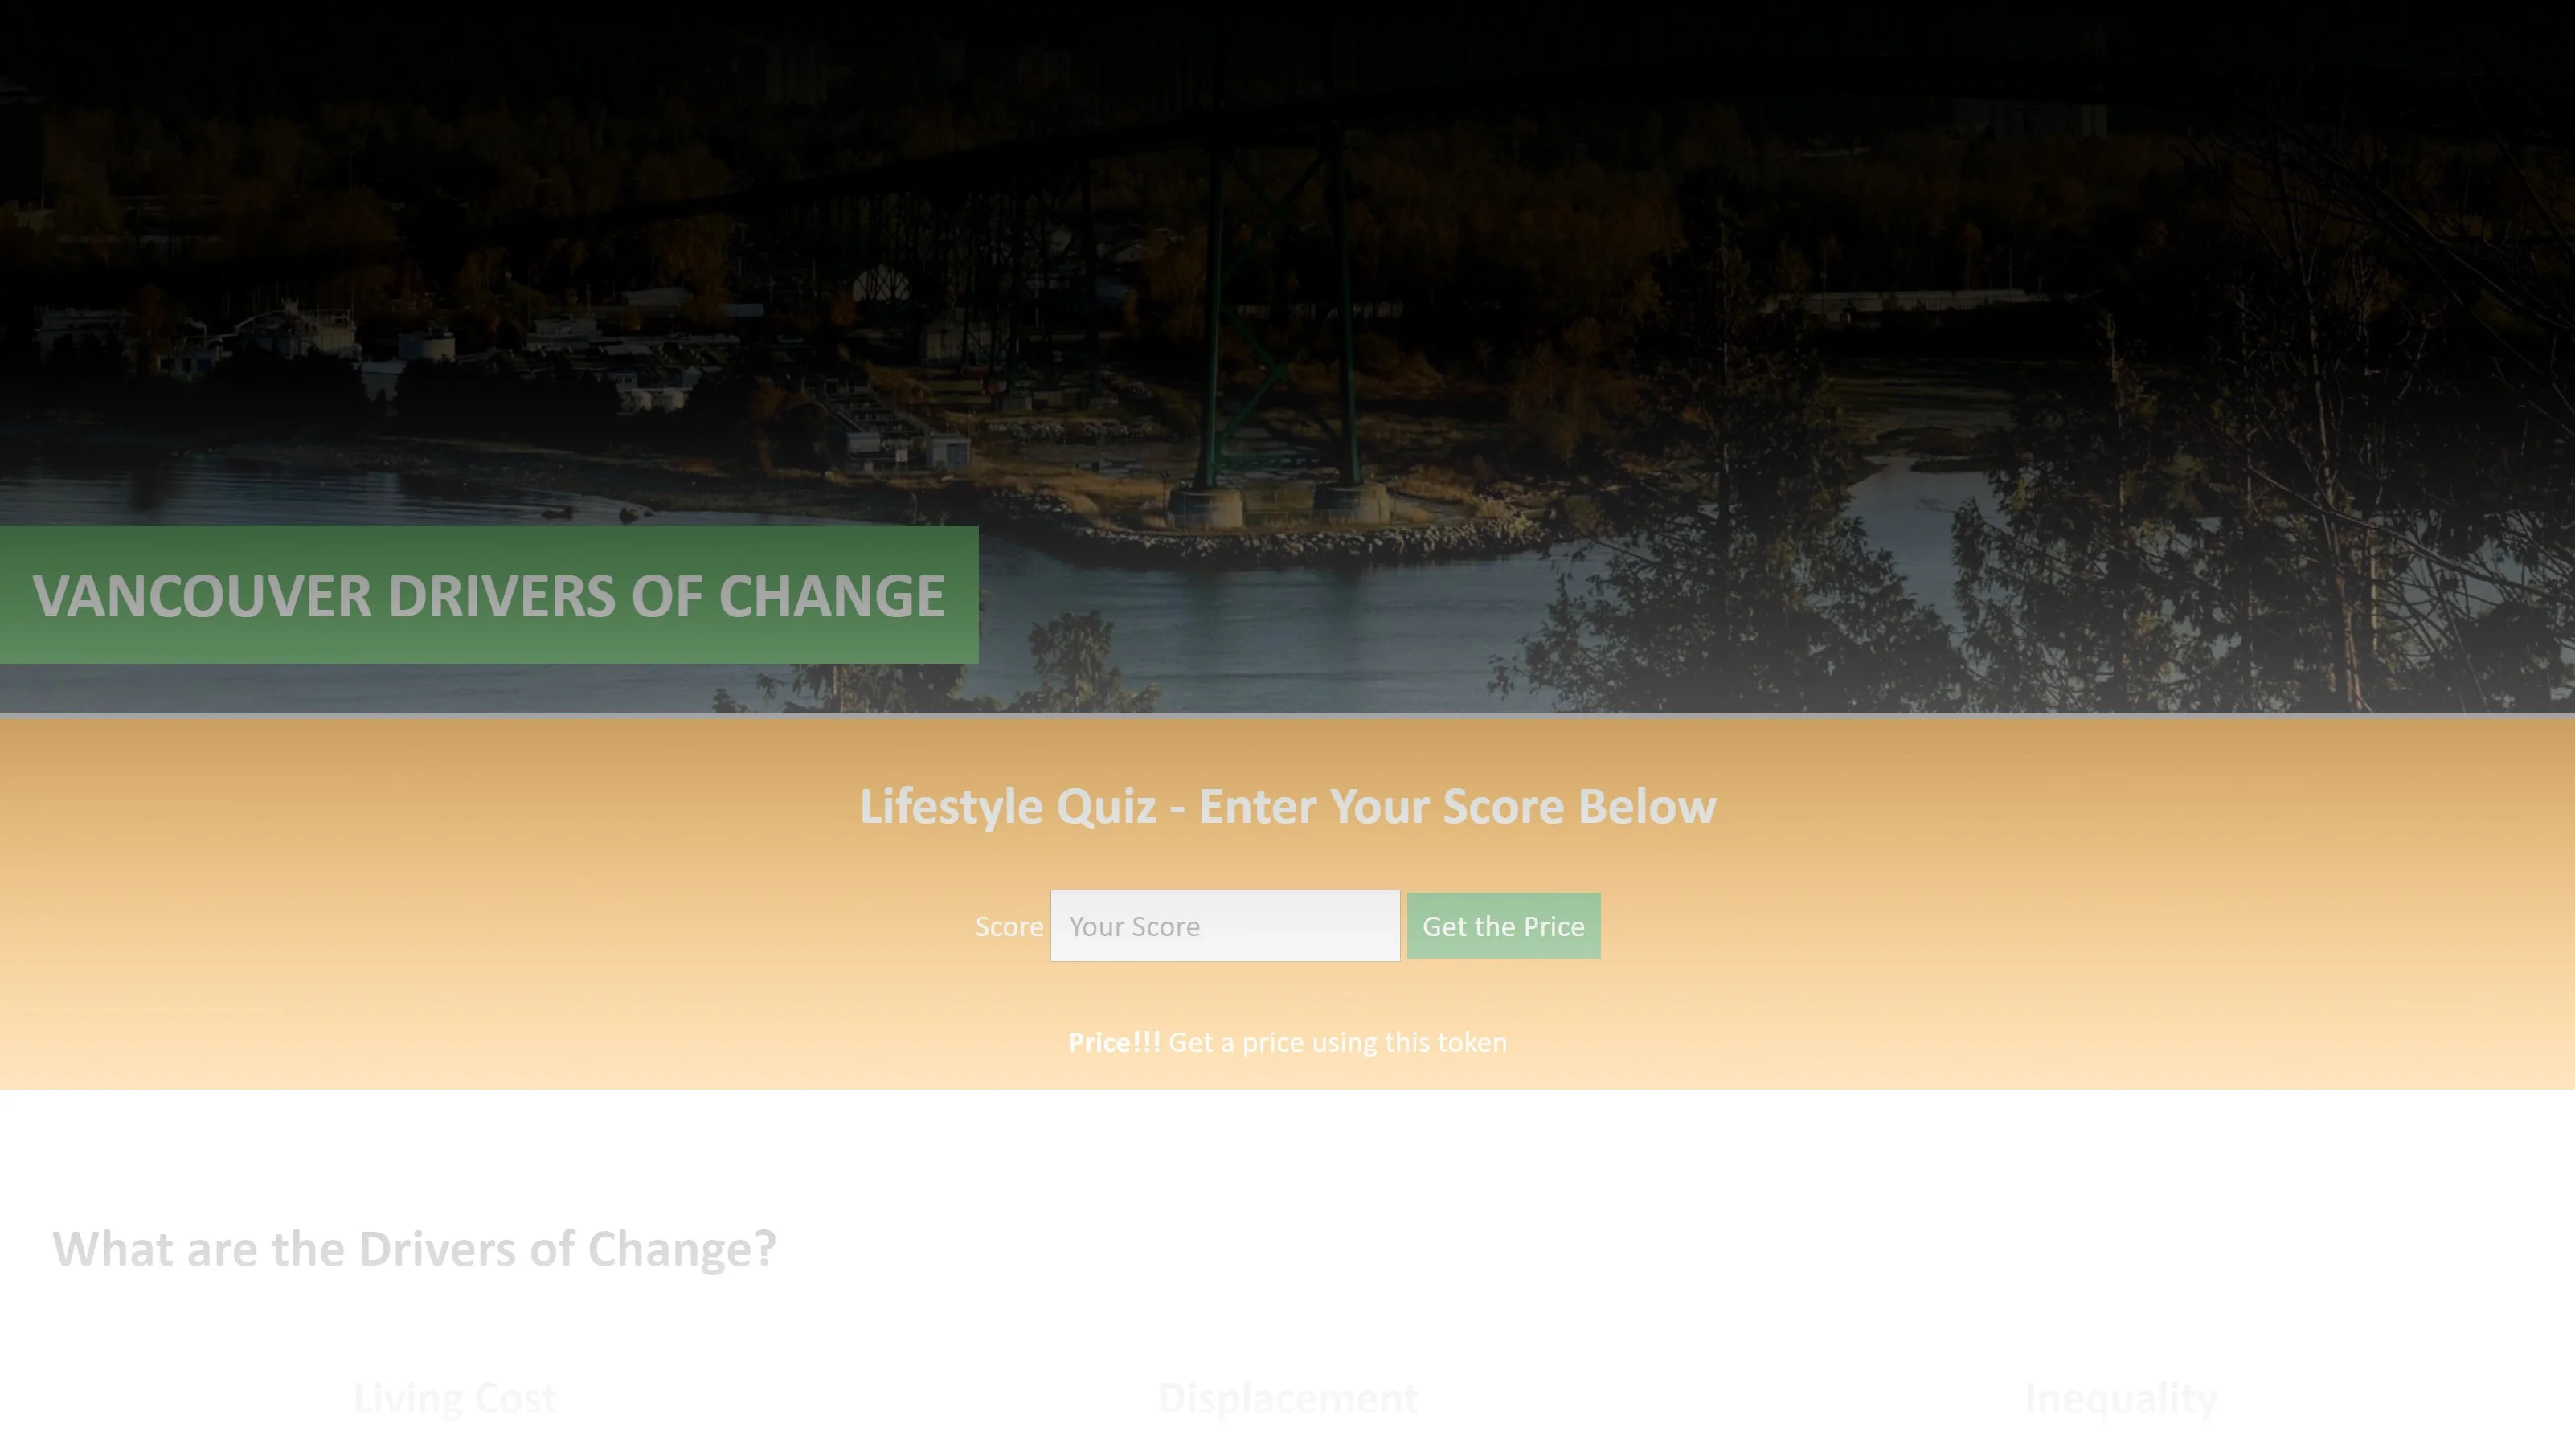 VANCOUVER DRIVERS OF CHANGE
Lifestyle Quiz - Enter Your Score Below
Score Your Score Get the Price
Price!!! Get a price using this token
What are the Drivers of Change?
Living Cost Displacement Inequality